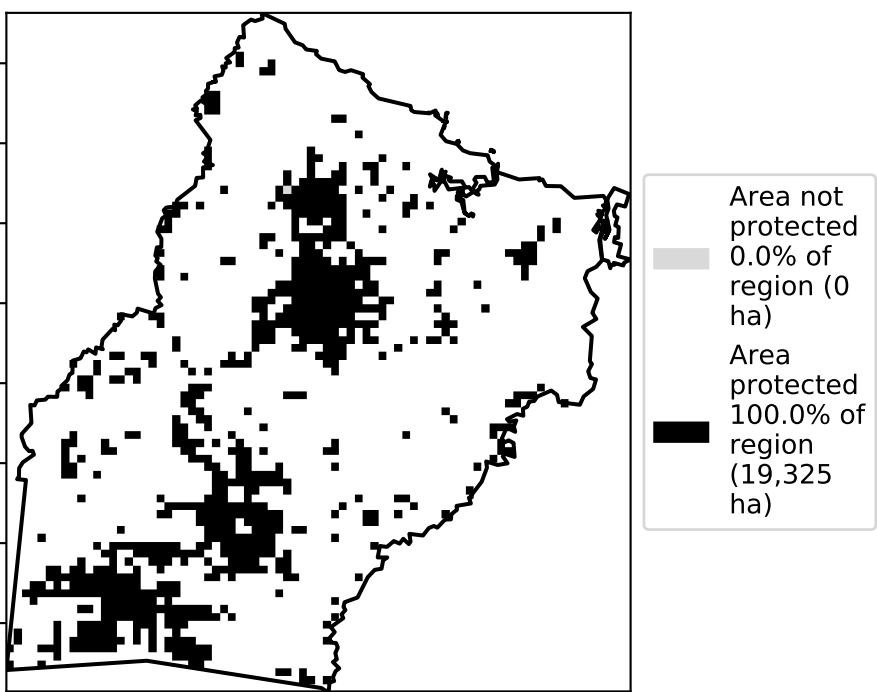 Area not
protected
0.0% of
region (0
ha)
Area
protected
100.0% of
region
(19,325
ha)